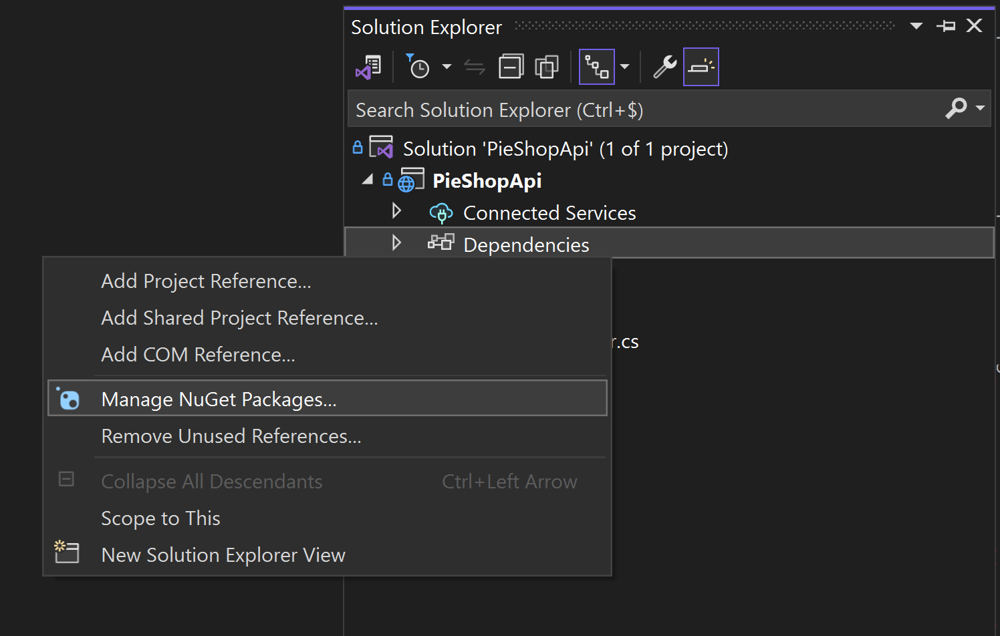 Solution Explorer
Search Solution Explorer (Ctrl+$)
Solution 'PieShopApi' (1 of 1 project)
PieShopApi
Connected Services
Dependencies
Add Project Reference...
Add Shared Project Reference...
Add COM Reference...
r.cs
Manage NuGet Packages...
Remove Unused References...
Collapse All Descendants Ctrl+Left Arrow
Scope to This
New Solution Explorer View